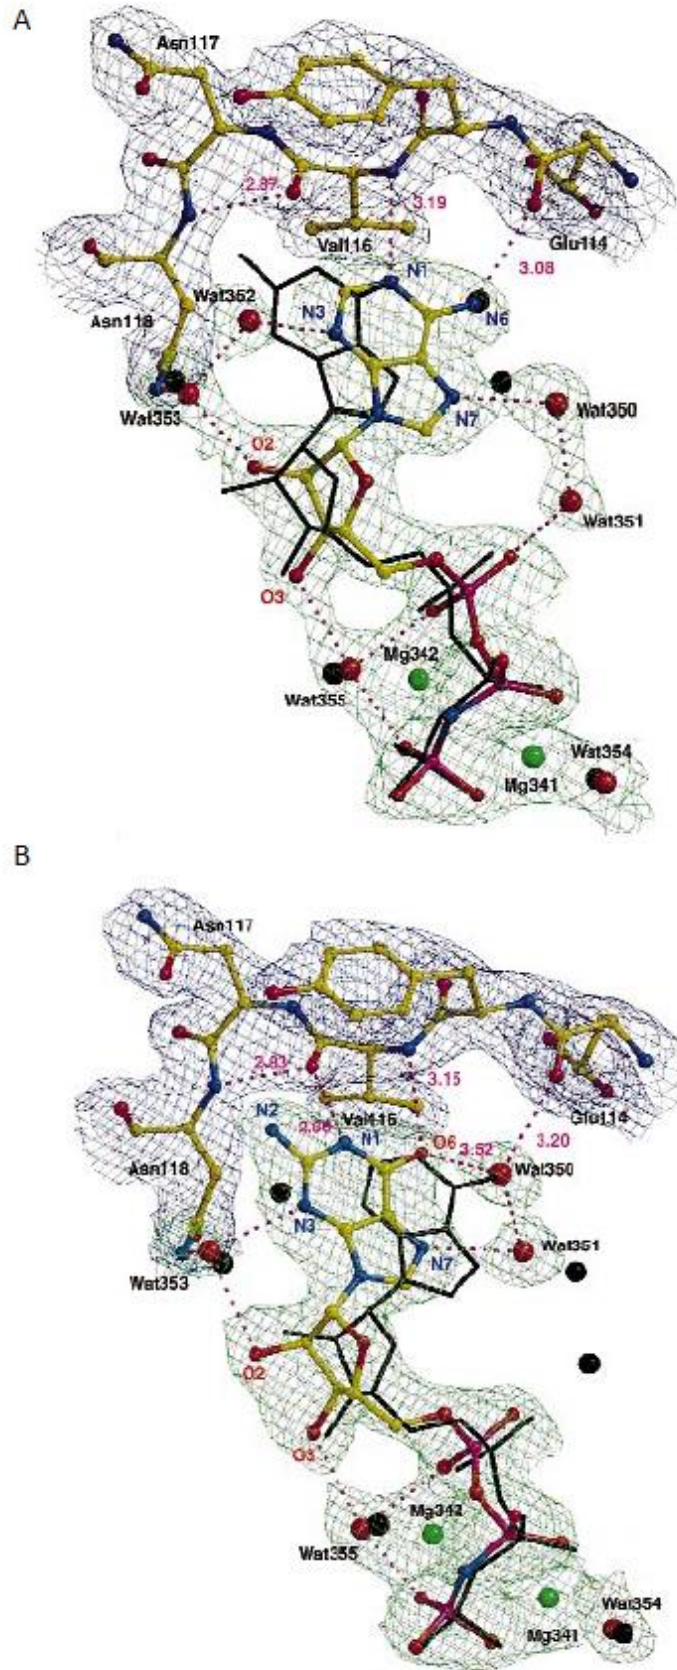 A
Asn117
2.87
3.19
Val116
Glu114
3.08
N1
Wat352
N3
N6
Asn118
Wat353
N7
Wat350
O2
Wat351
O3
Mg342
Wat355
Wat354
Mg341
B
Asn117
2.83
3.15
N2
Val116
Glu114
N1
O6
3.52
3.20
Asn118
Wat350
N3
N7
Wat351
Wat353
O2
O3
Mg342
Wat355
Wat354
Mg341